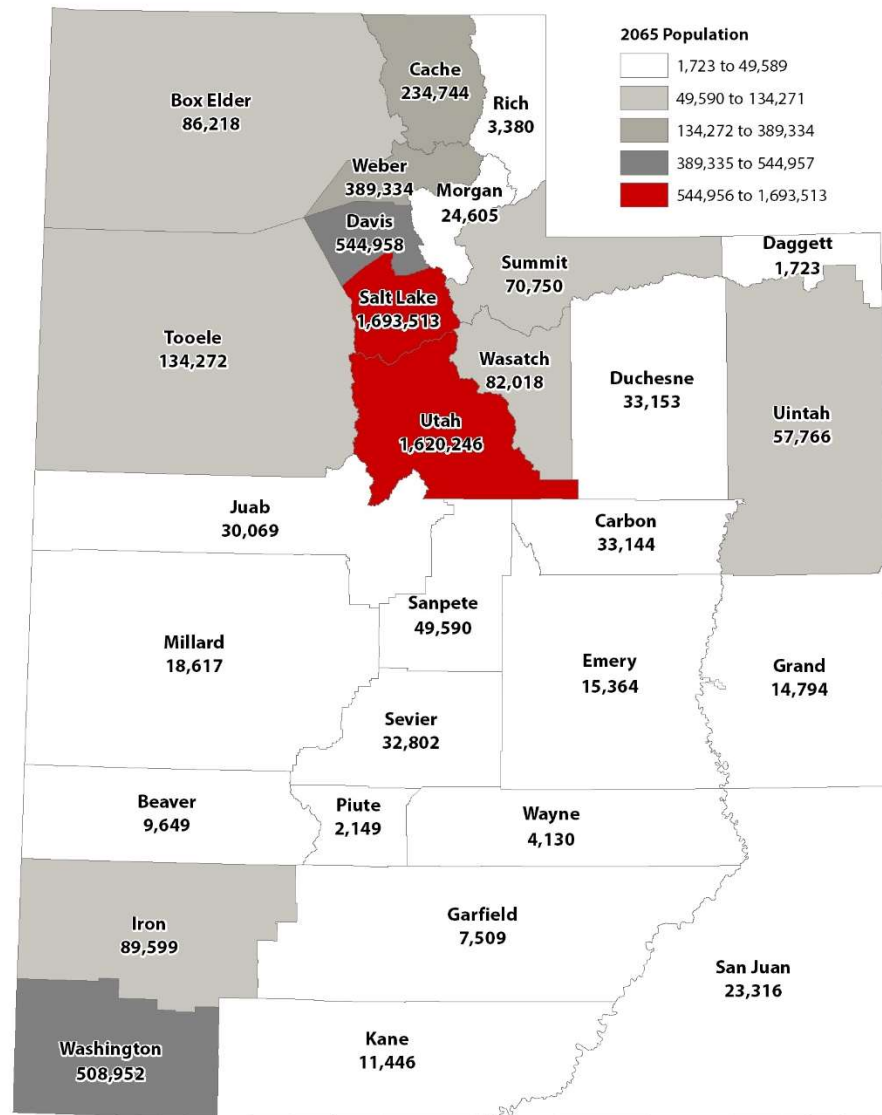 2065 Population
1,723 to 49,589
49,590 to 134,271
134,272 to 389,334
389,335 to 544,957
544,956 to 1,693,513
Cache
234,744
Box Elder
86,218
Rich
3,380
Weber
389,334
Morgan
24,605
Davis
544,958
Summit
70,750
Daggett
1,723
Salt Lake
1,693,513
Tooele
134,272
Wasatch
82,018
Duchesne
33,153
Uintah
57,766
Utah
1,620,246
Juab
30,069
Carbon
33,144
Sanpete
49,590
Millard
18,617
Emery
15,364
Grand
14,794
Sevier
32,802
Beaver
9,649
Piute
2,149
Wayne
4,130
Iron
89,599
Garfield
7,509
San Juan
23,316
Washington
508,952
Kane
11,446